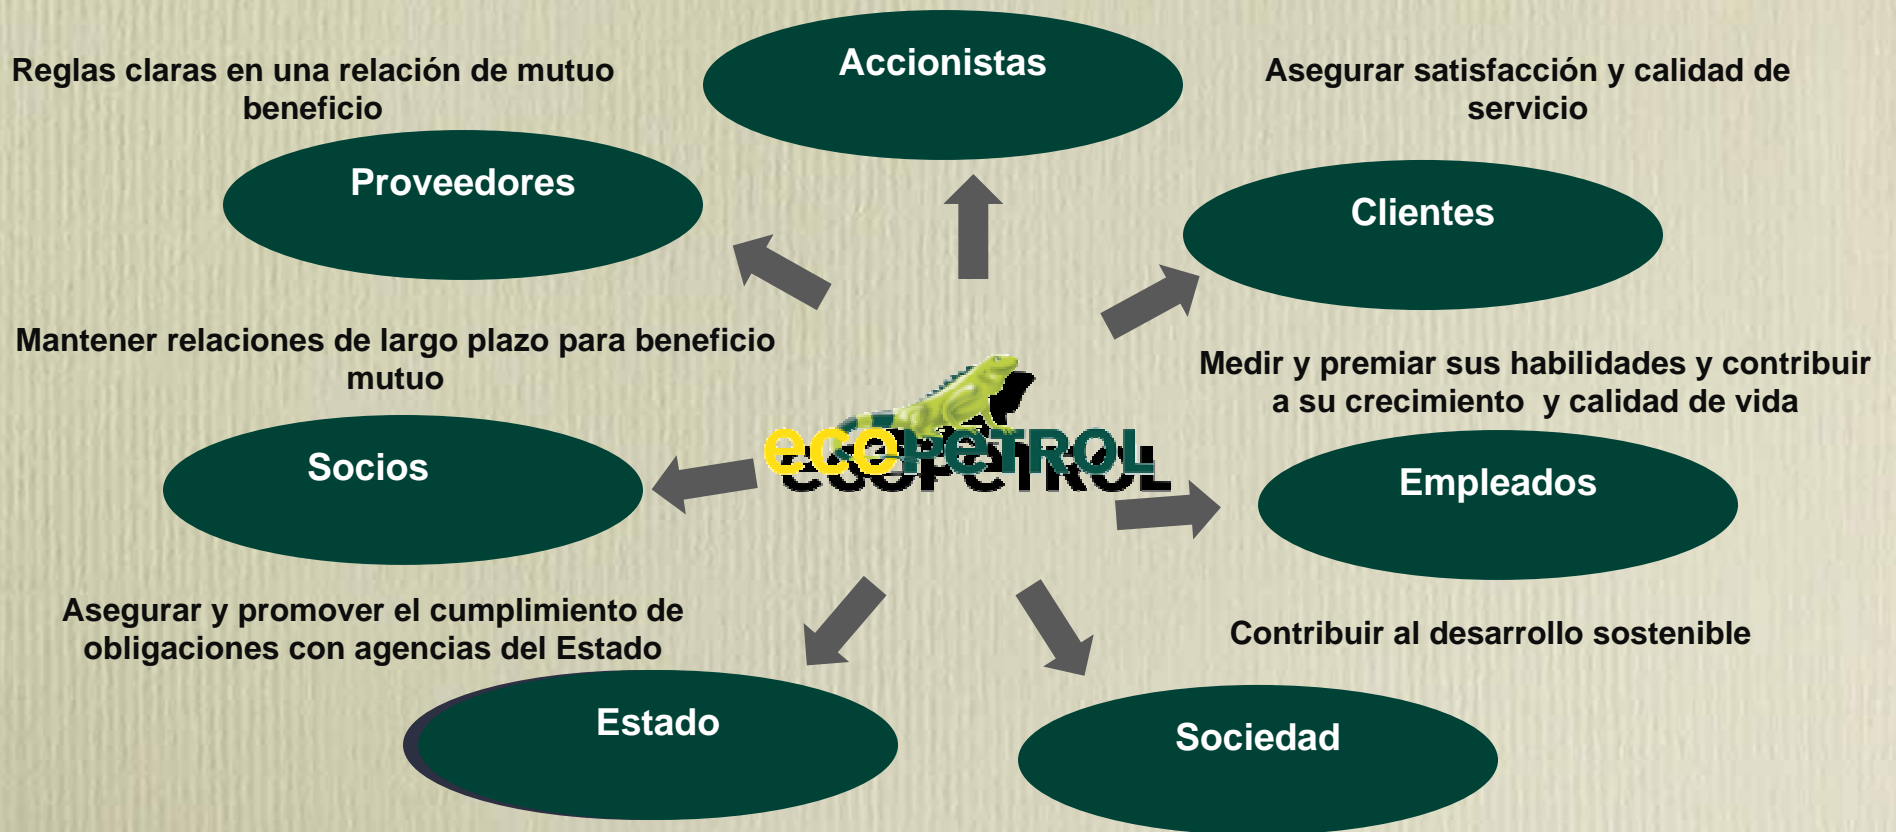 Accionistas
Reglas claras en una relación de mutuo
beneficio
Proveedores
Asegurar satisfacción y calidad de
servicio
Clientes
Mantener relaciones de largo plazo para beneficio
mutuo
Socios
ecopetrol
Medir y premiar sus habilidades y contribuir
a su crecimiento y calidad de vida
Empleados
Asegurar y promover el cumplimiento de
obligaciones con agencias del Estado
Estado
Contribuir al desarrollo sostenible
Sociedad